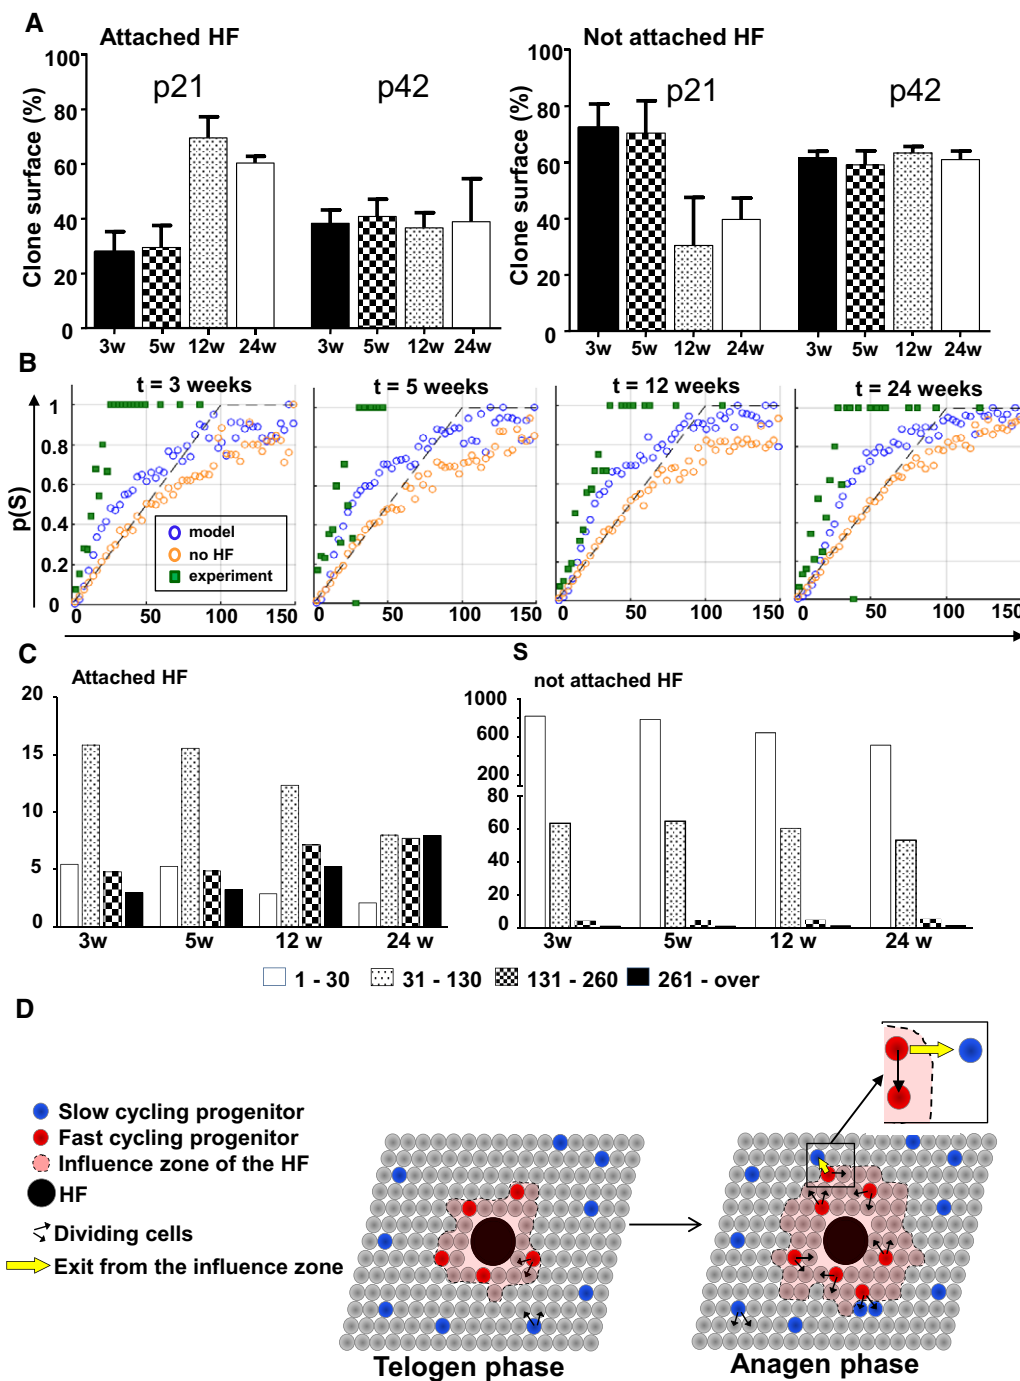 A
Attached HF
Not attached HF
Clone surface (%)
100
80
60
40
20
0
p21
p42
3w
5w
12w
24w
3w
5w
12w
24w
Clone surface (%)
100
80
60
40
20
0
p21
p42
3w
5w
12w
24w
3w
5w
12w
24w
B
t = 3 weeks
t = 5 weeks
t = 12 weeks
t = 24 weeks
p(S)
1
0.8
0.6
0.4
0.2
0
model
no HF
experiment
0 50 100 150
0 50 100 150
0 50 100 150
0 50 100 150
S
C
Attached HF
20
15
10
5
0
3w
5w
12 w
24 w
not attached HF
1000
800
600
400
200
80
60
40
20
0
3w
5w
12 w
24 w
1 - 30
31 - 130
131 - 260
261 - over
D
Slow cycling progenitor
Fast cycling progenitor
Influence zone of the HF
HF
Dividing cells
Exit from the influence zone
Telogen phase
Anagen phase